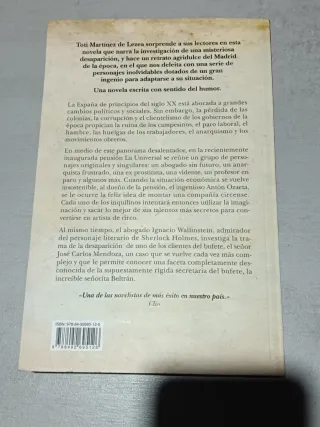 Toti Martínez de Lezea sorprende a sus lectores en esta
novela que narra la investigación de una misteriosa
desaparición, y hace un retrato agridulce del Madrid
de la época, en el que nos deleita con una serie de
personajes inolvidables dotados de un gran
ingenio para adaptarse a su situación.
Una novela escrita con sentido del humor.
La España de principios del siglo XX está abocada a grandes
cambios políticos y sociales. Sin embargo, la pérdida de las
colonias, la corrupción y el clientelismo de los gobiernos de la
época propician la ruina de los campesinos, el paro laboral, el
hambre, las huelgas de los trabajadores, el anarquismo y los
movimientos obreros.
En medio de este panorama desalentador, en la recientemente
inaugurada pensión La Universal se reúne un grupo de perso-
najes originales y singulares: un abogado sin futuro, un anar-
quista frustrado, una ex prostituta, una vidente, un profesor en
paro y algunos más. Cuando la situación económica se vuelve
insostenible, al dueño de la pensión, el ingenioso Antón Ozaeta,
se le ocurre la feliz idea de montar una compañía circense.
Cada uno de los inquilinos intentará entonces utilizar la imagi-
nación y sacar lo mejor de sus talentos más secretos para con-
vertirse en artista de circo.
Al mismo tiempo, el abogado Ignacio Wallinstein, admirador
del personaje literario de Sherlock Holmes, investiga la tra-
ma de la desaparición de uno de los clientes del bufete, el señor
José Carlos Mendoza, un caso que se vuelve cada vez más com-
plejo y que le permite conocer una faceta completamente des-
conocida de la supuestamente rígida secretaria del bufete, la
increíble señorita Beltrán.
«Una de las novelistas de más éxito en nuestro país.»